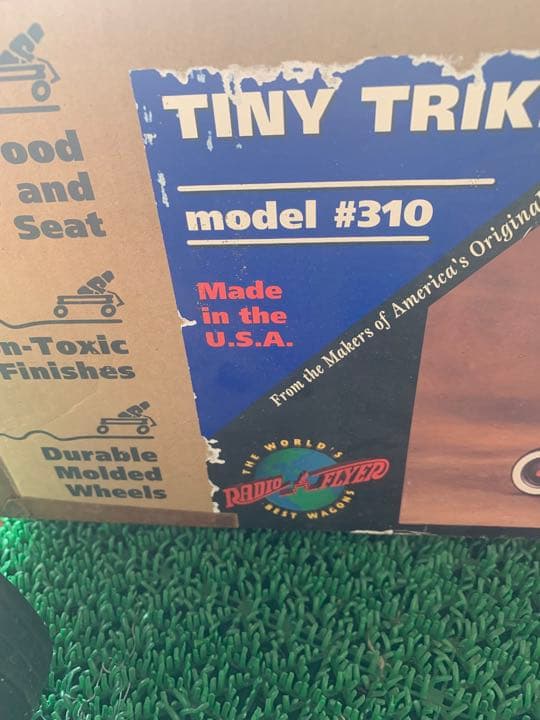 TINY TRIK
model #310
Made
in the
U.S.A.
From the Makers of America's Original
THE WORLD'S
RADIO FLYER
BEST WAGONS
ood
and
Seat
n-Toxic
Finishes
Durable
Molded
Wheels